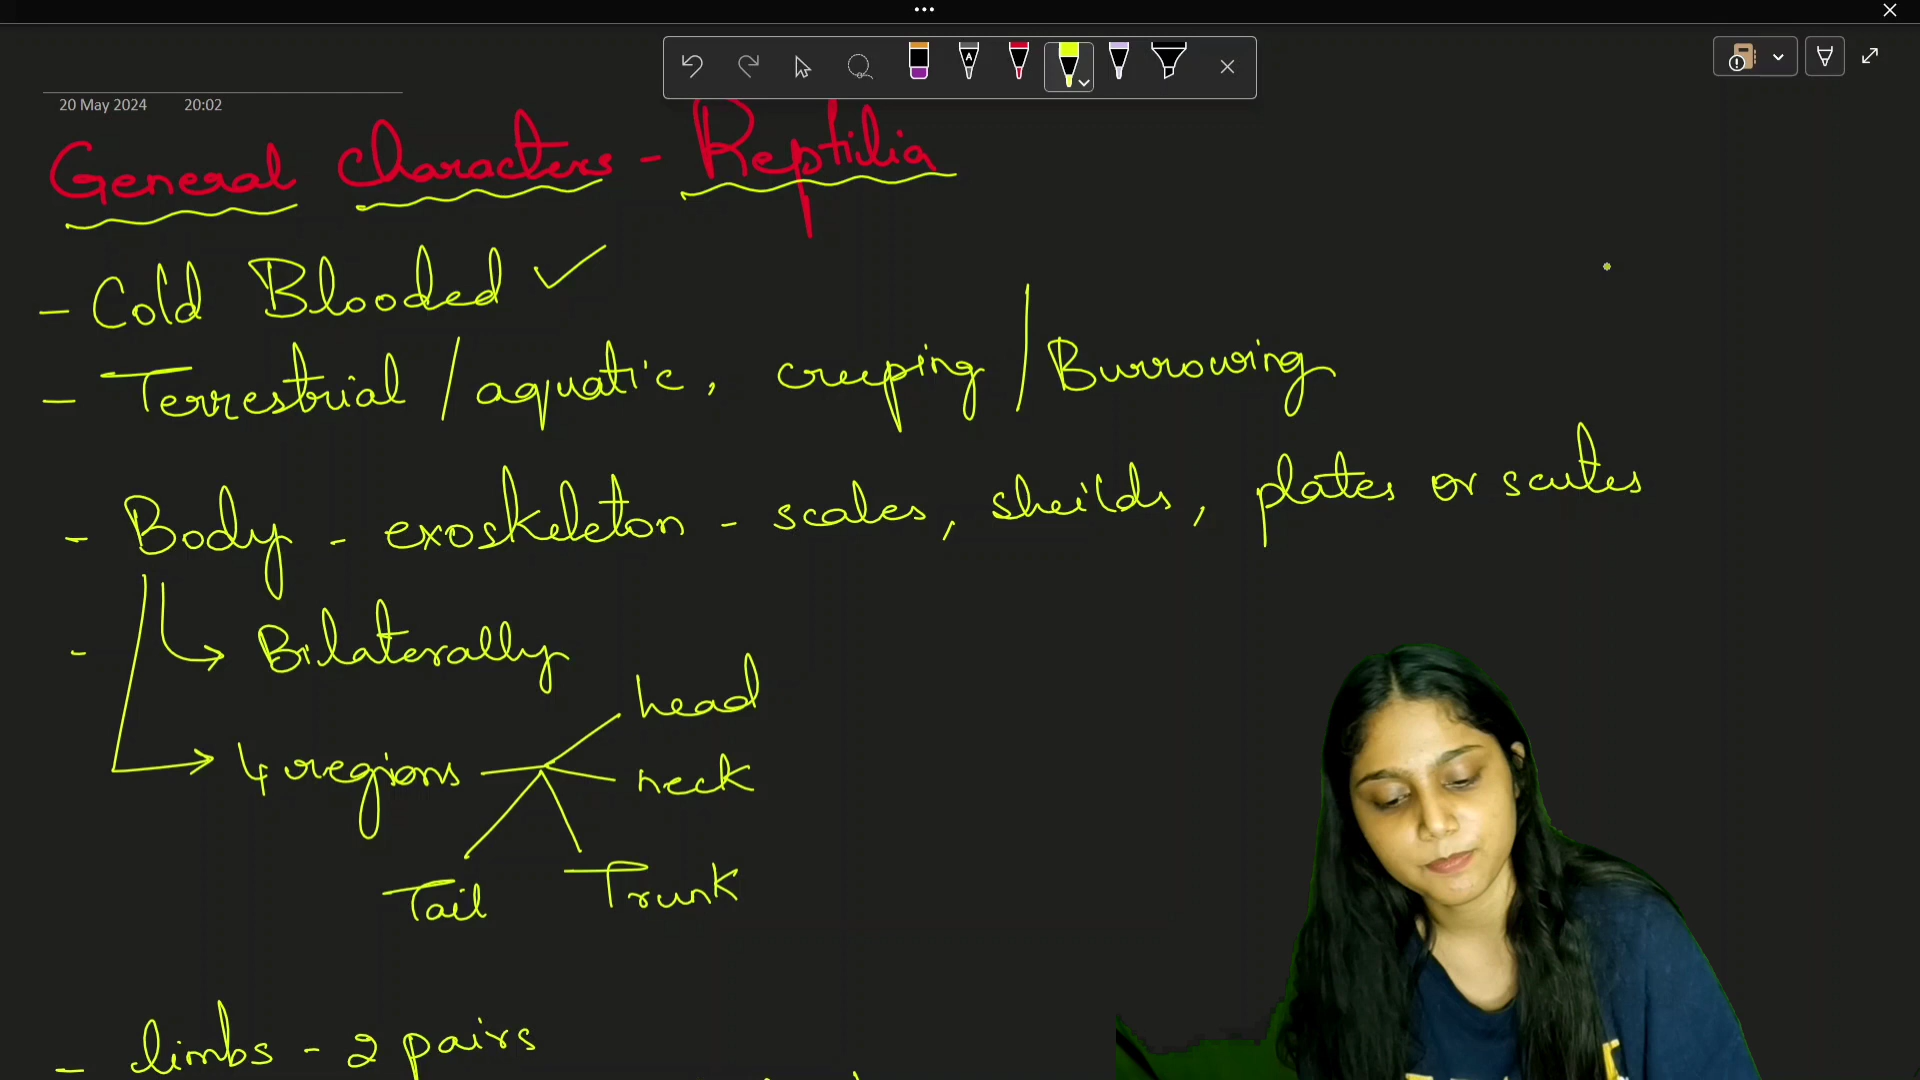 20 May 2024 20:02
General Characters - Reptilia
- Cold Blooded ✓
- Terrestrial / aquatic, creeping / Burrowing
- Body - exoskeleton - scales, sheilds, plates or scutes
- → Bilaterally
head
→ 4 regions
neck
Tail Trunk
- limbs - 2 pairs